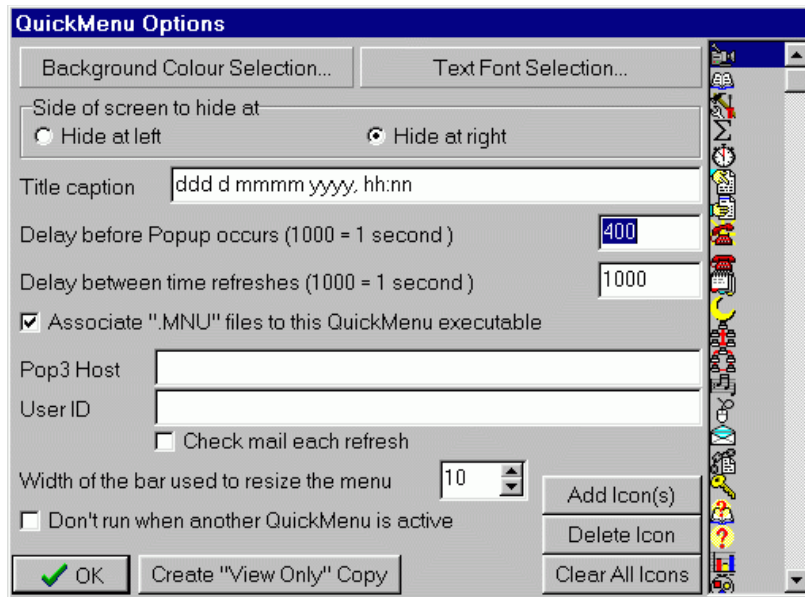 QuickMenu Options
Background Colour Selection... Text Font Selection...
Side of screen to hide at
Hide at left Hide at right
Title caption ddd d mmmm yyyy, hh:nn
Delay before Popup occurs (1000 = 1 second ) 400
Delay between time refreshes (1000 = 1 second ) 1000
Associate ".MNU" files to this QuickMenu executable
Pop3 Host
User ID
Check mail each refresh
Width of the bar used to resize the menu 10
Add Icon(s)
Don't run when another QuickMenu is active
Delete Icon
OK Create "View Only" Copy Clear All Icons